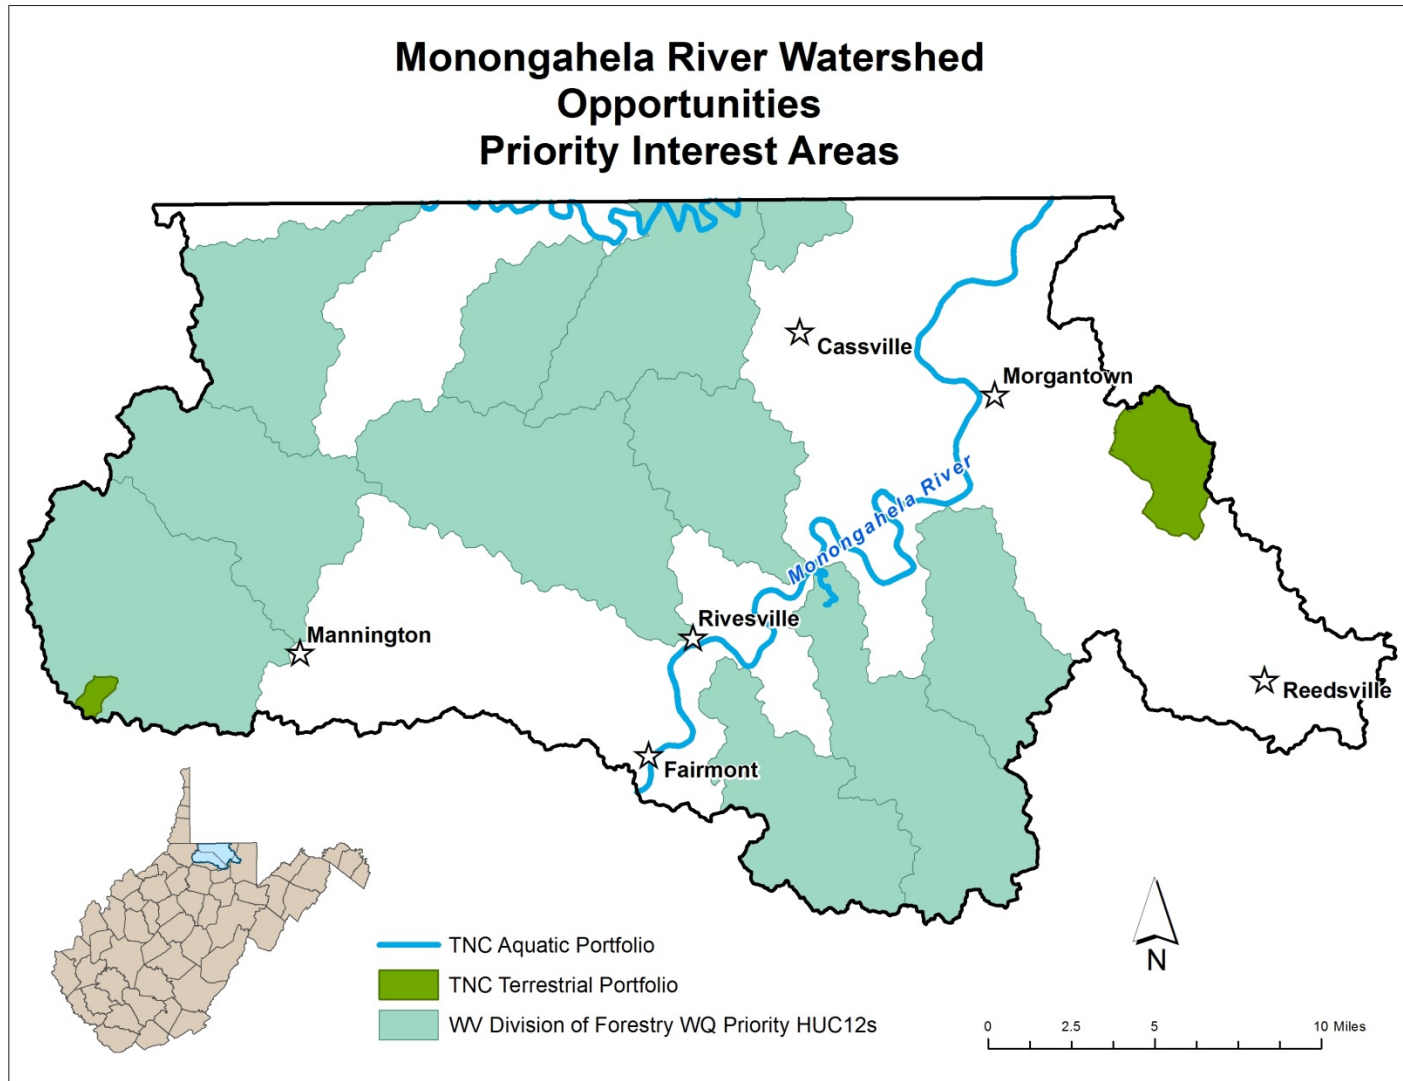 Monongahela River Watershed
Opportunities
Priority Interest Areas
Cassville
Morgantown
Monongahela River
Rivesville
Mannington
Reedsville
Fairmont
TNC Aquatic Portfolio
TNC Terrestrial Portfolio
WV Division of Forestry WQ Priority HUC12s
N
0 2.5 5 10 Miles